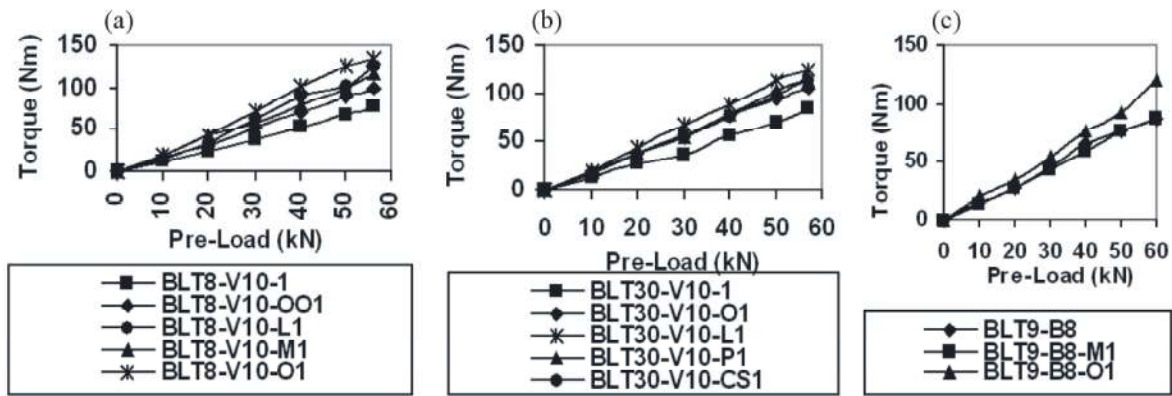 (a)
150
100
50
0
Torque (Nm)
0 10 20 30 40 50 60
Pre-Load (kN)
BLT8-V10-1
BLT8-V10-OO1
BLT8-V10-L1
BLT8-V10-M1
BLT8-V10-O1
(b)
150
100
50
0
Torque (Nm)
0 10 20 30 40 50 60
Pre-Load (kN)
BLT30-V10-1
BLT30-V10-O1
BLT30-V10-L1
BLT30-V10-P1
BLT30-V10-CS1
(c)
150
100
50
0
Torque (Nm)
0 10 20 30 40 50 60
Pre-Load (kN)
BLT9-B8
BLT9-B8-M1
BLT9-B8-O1